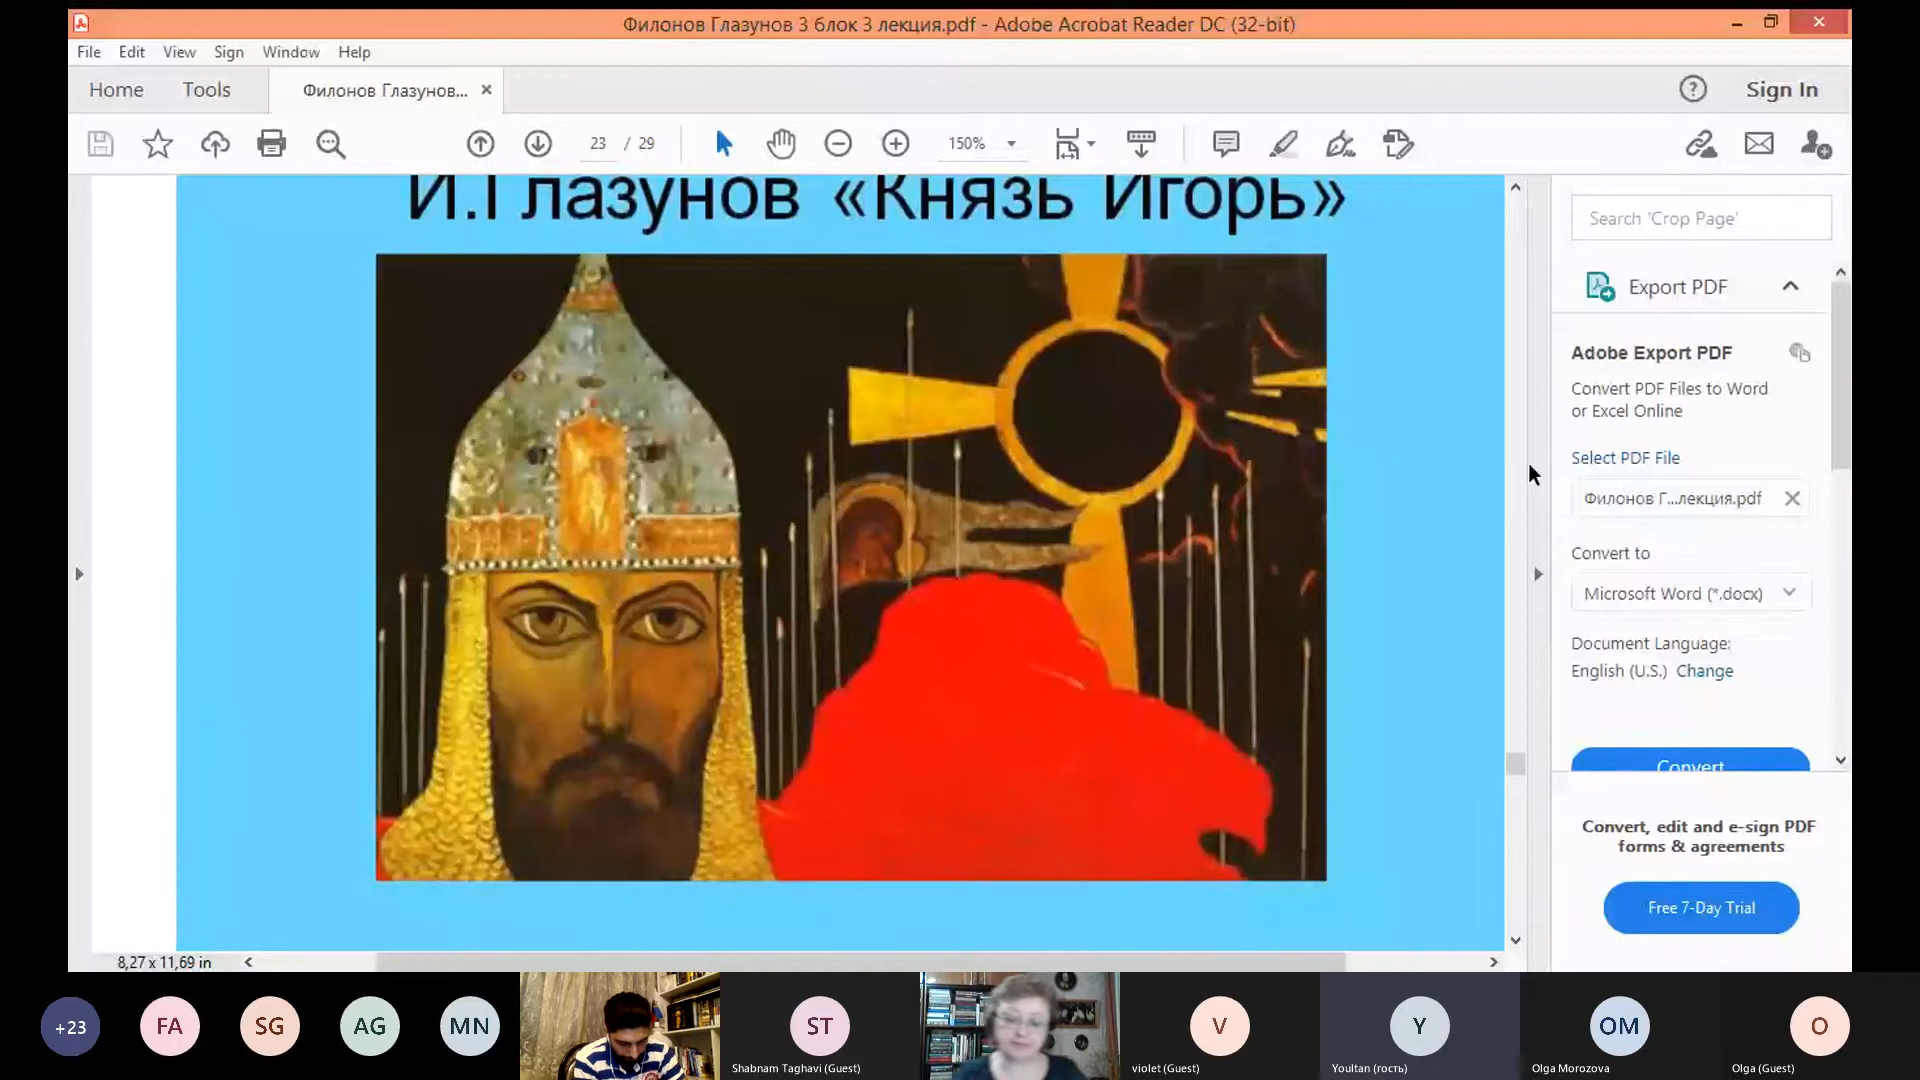 Филонов Глазунов 3 блок 3 лекция.pdf - Adobe Acrobat Reader DC (32-bit)
File Edit View Sign Window Help
Home Tools Филонов Глазунов... Sign In
23 / 29 150%
И.Глазунов «Князь Игорь»
Search 'Crop Page'
Export PDF
Adobe Export PDF
Convert PDF Files to Word
or Excel Online
Select PDF File
Филонов Г...лекция.pdf
Convert to
Microsoft Word (*.docx)
Document Language:
English (U.S.) Change
Convert
Convert, edit and e-sign PDF
forms & agreements
Free 7-Day Trial
8,27 x 11,69 in
+23 FA SG AG MN ST V Y OM O
Shabnam Taghavi (Guest) violet (Guest) Youltan (гость) Olga Morozova Olga (Guest)